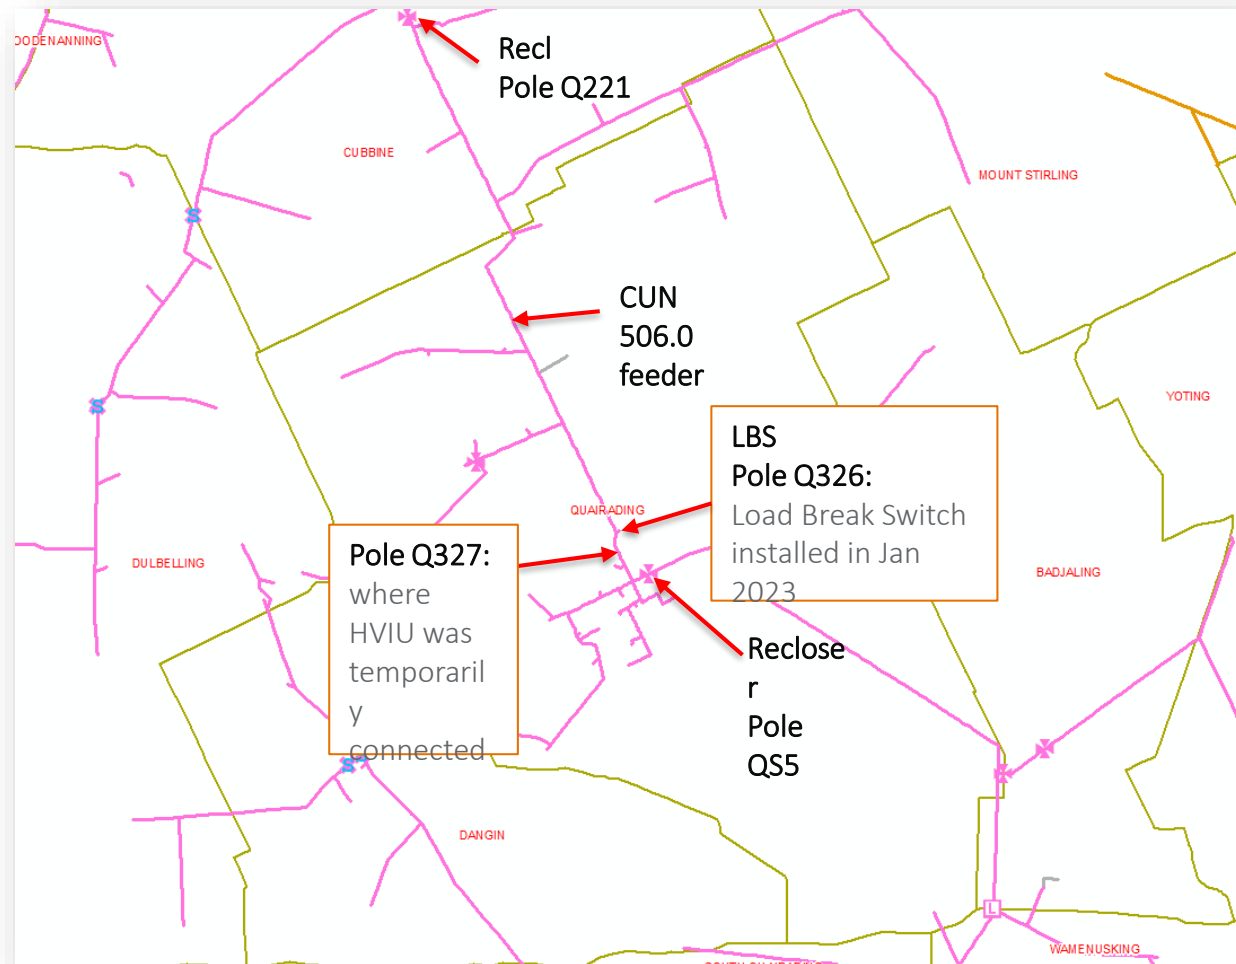 OODENANNING
Recl
Pole Q221
CUBBINE
MOUNT STIRLING
S
CUN
506.0
feeder
S
YOTING
LBS
Pole Q326:
Load Break Switch
installed in Jan
2023
QUAIRADING
Pole Q327:
where
HVIU was
temporaril
y
connected
DULBELLING
BADJALING
Reclose
r
Pole
QS5
S
DANGIN
L
WAMENUSKING